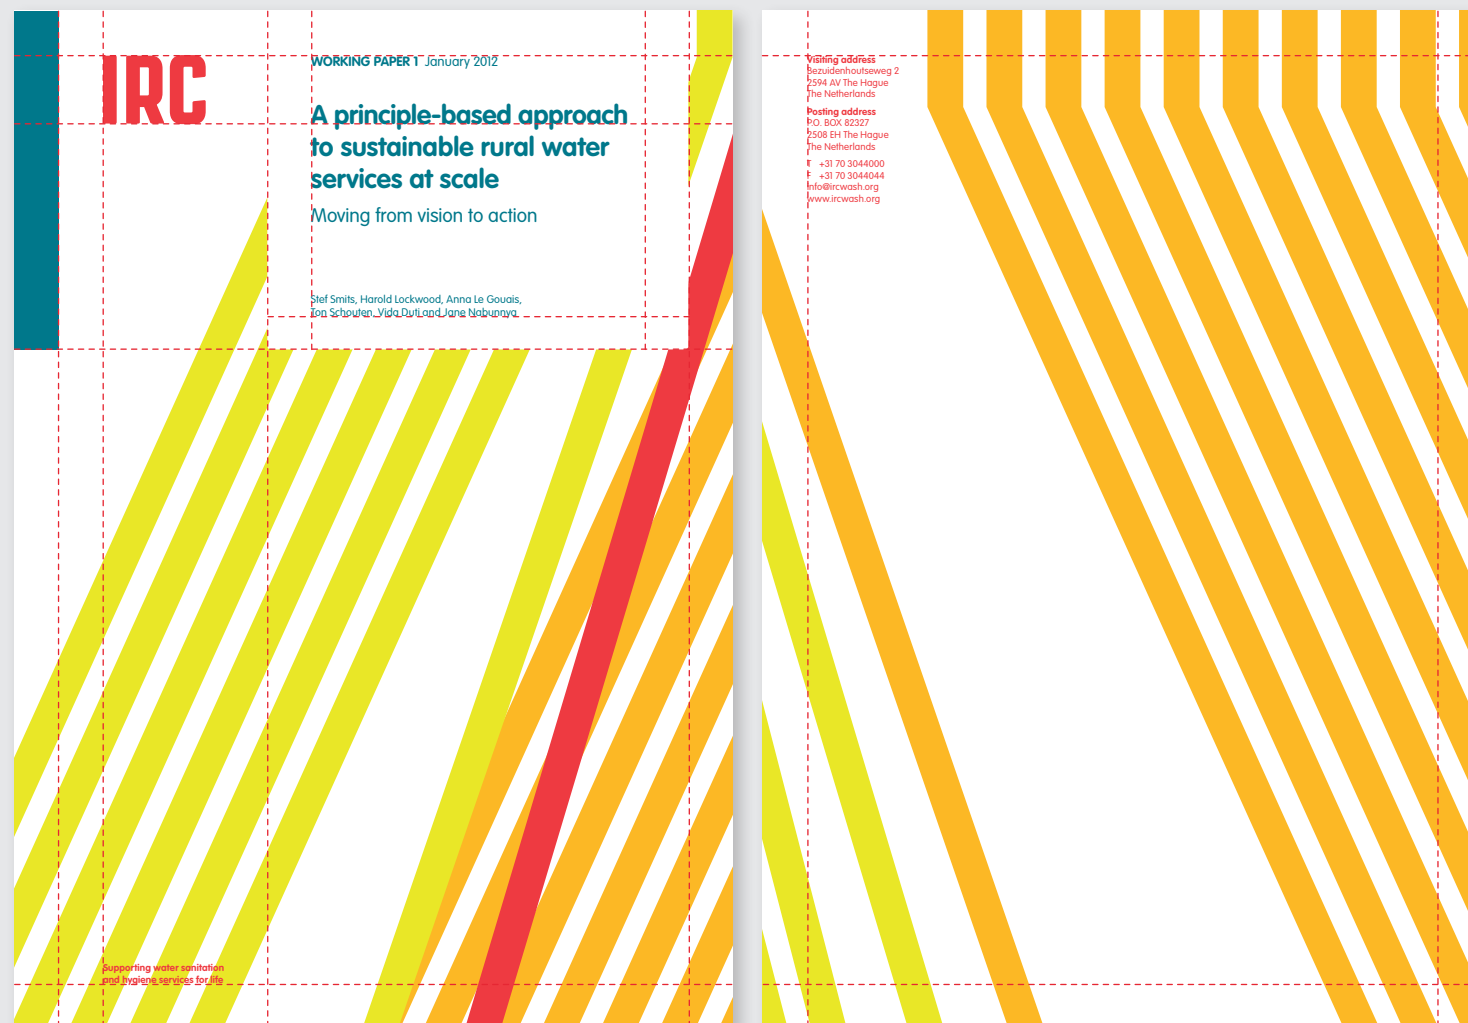 IRC
WORKING PAPER 1 January 2012
A principle-based approach
to sustainable rural water
services at scale
Moving from vision to action
Stef Smits, Harold Lockwood, Anna Le Gouais,
Ton Schouten, Vida Duti and Jane Nabunnya
Supporting water sanitation
and hygiene services for life
Visiting address
Bezuidenhoutseweg 2
2594 AV The Hague
The Netherlands
Posting address
P.O. BOX 82327
2508 EH The Hague
The Netherlands
T +31 70 3044000
F +31 70 3044044
info@ircwash.org
www.ircwash.org